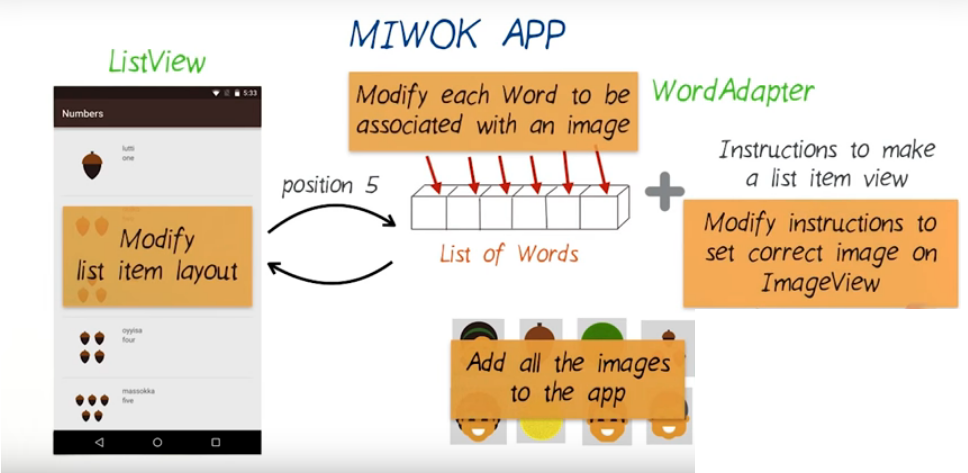 MIWOK APP
ListView
5:33
Numbers
lutti
one
Modify
list item layout
oyyisa
four
massokka
five
position 5
Modify each Word to be
associated with an image
List of Words
WordAdapter
Instructions to make
a list item view
Modify instructions to
set correct image on
ImageView
Add all the images
to the app